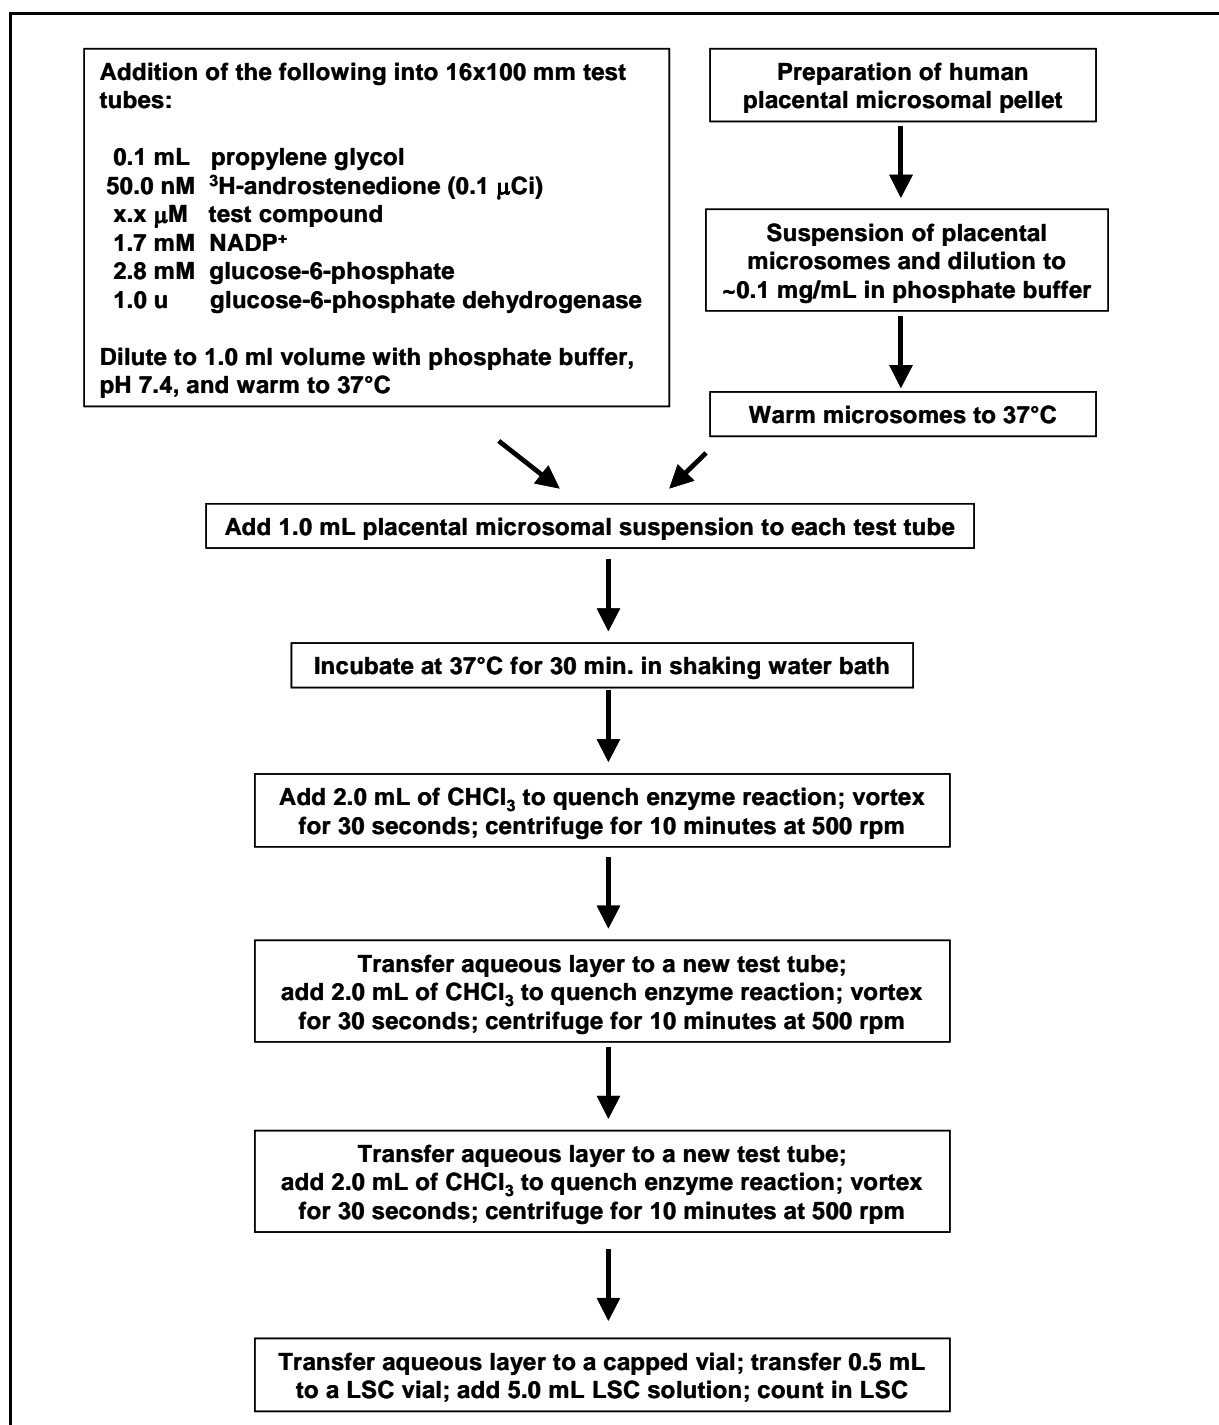 Addition of the following into 16x100 mm test
tubes:
0.1 mL propylene glycol
50.0 nM ³H-androstenedione (0.1 μCi)
x.x μM test compound
1.7 mM NADP⁺
2.8 mM glucose-6-phosphate
1.0 u glucose-6-phosphate dehydrogenase
Dilute to 1.0 ml volume with phosphate buffer,
pH 7.4, and warm to 37°C
Preparation of human
placental microsomal pellet
Suspension of placental
microsomes and dilution to
~0.1 mg/mL in phosphate buffer
Warm microsomes to 37°C
Add 1.0 mL placental microsomal suspension to each test tube
Incubate at 37°C for 30 min. in shaking water bath
Add 2.0 mL of CHCl₃ to quench enzyme reaction; vortex
for 30 seconds; centrifuge for 10 minutes at 500 rpm
Transfer aqueous layer to a new test tube;
add 2.0 mL of CHCl₃ to quench enzyme reaction; vortex
for 30 seconds; centrifuge for 10 minutes at 500 rpm
Transfer aqueous layer to a new test tube;
add 2.0 mL of CHCl₃ to quench enzyme reaction; vortex
for 30 seconds; centrifuge for 10 minutes at 500 rpm
Transfer aqueous layer to a capped vial; transfer 0.5 mL
to a LSC vial; add 5.0 mL LSC solution; count in LSC